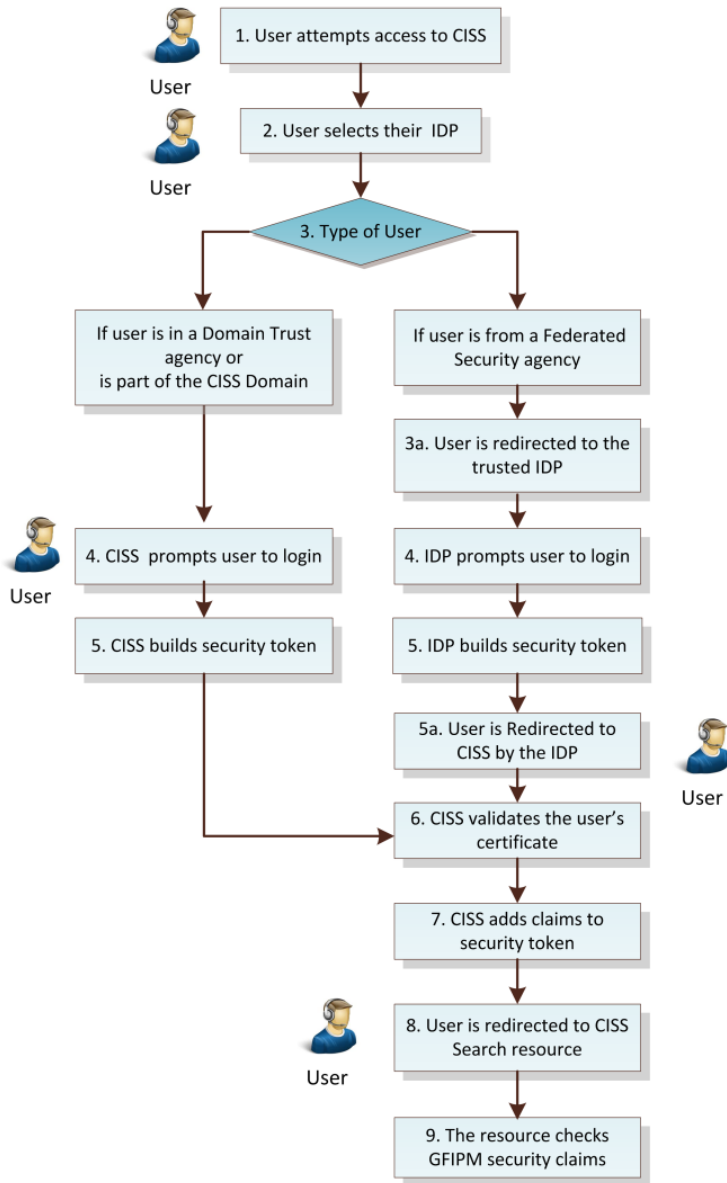 1. User attempts access to CISS
User
2. User selects their IDP
User
3. Type of User
If user is in a Domain Trust
agency or
is part of the CISS Domain
If user is from a Federated
Security agency
3a. User is redirected to the
trusted IDP
User
4. CISS prompts user to login
4. IDP prompts user to login
5. CISS builds security token
5. IDP builds security token
5a. User is Redirected to
CISS by the IDP
User
6. CISS validates the user's
certificate
7. CISS adds claims to
security token
User
8. User is redirected to CISS
Search resource
9. The resource checks
GFIPM security claims